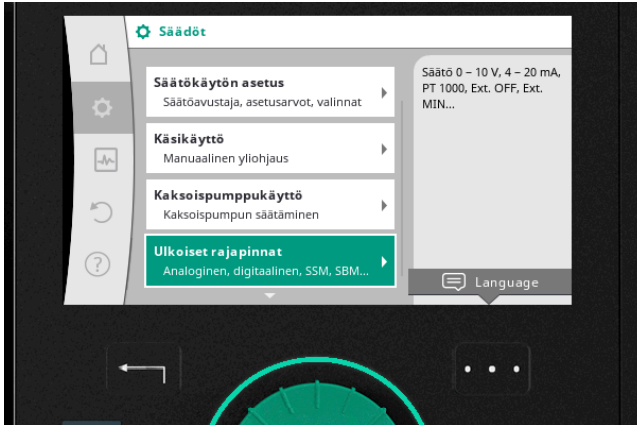 Säädöt
Säätökäytön asetus
Säätöavustaja, asetusarvot, valinnat
Käsikäyttö
Manuaalinen yliohjaus
Kaksoispumppukäyttö
Kaksoispumpun säätäminen
Ulkoiset rajapinnat
Analoginen, digitaalinen, SSM, SBM...
Säätö 0 – 10 V, 4 – 20 mA,
PT 1000, Ext. OFF, Ext.
MIN...
Language